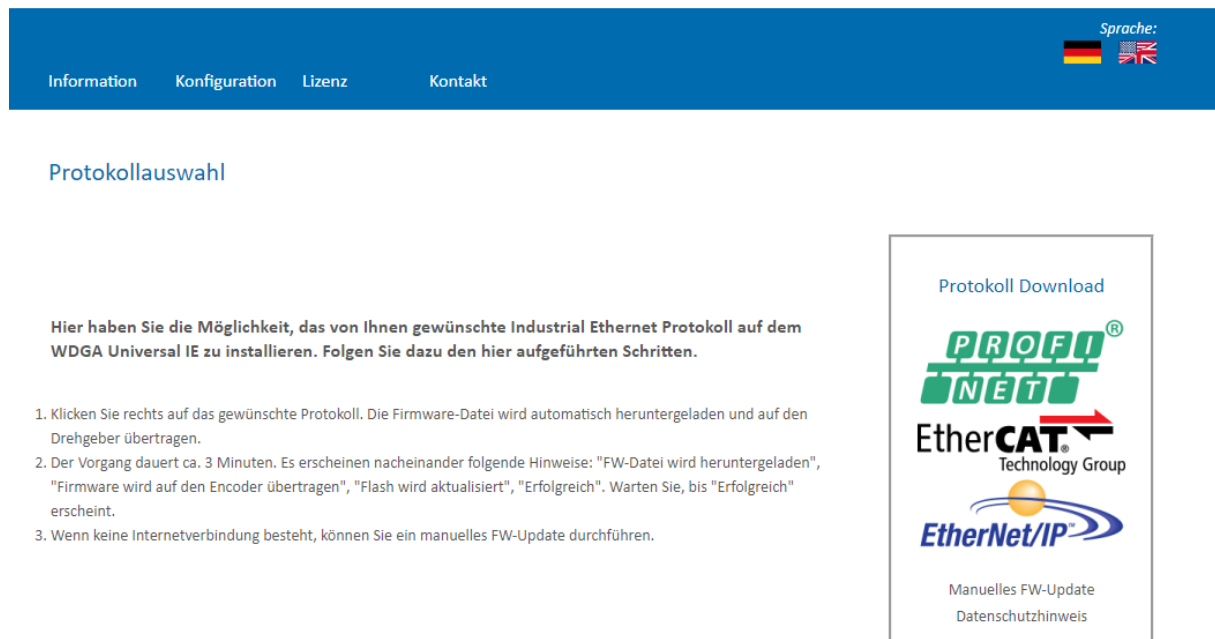 Sprache:
Information Konfiguration Lizenz Kontakt
Protokollauswahl
Hier haben Sie die Möglichkeit, das von Ihnen gewünschte Industrial Ethernet Protokoll auf dem
WDGA Universal IE zu installieren. Folgen Sie dazu den hier aufgeführten Schritten.
1. Klicken Sie rechts auf das gewünschte Protokoll. Die Firmware-Datei wird automatisch heruntergeladen und auf den
Drehgeber übertragen.
2. Der Vorgang dauert ca. 3 Minuten. Es erscheinen nacheinander folgende Hinweise: "FW-Datei wird heruntergeladen",
"Firmware wird auf den Encoder übertragen", "Flash wird aktualisiert", "Erfolgreich". Warten Sie, bis "Erfolgreich"
erscheint.
3. Wenn keine Internetverbindung besteht, können Sie ein manuelles FW-Update durchführen.
Protokoll Download
PROFI®
NET
EtherCAT®
Technology Group
EtherNet/IP™
Manuelles FW-Update
Datenschutzhinweis